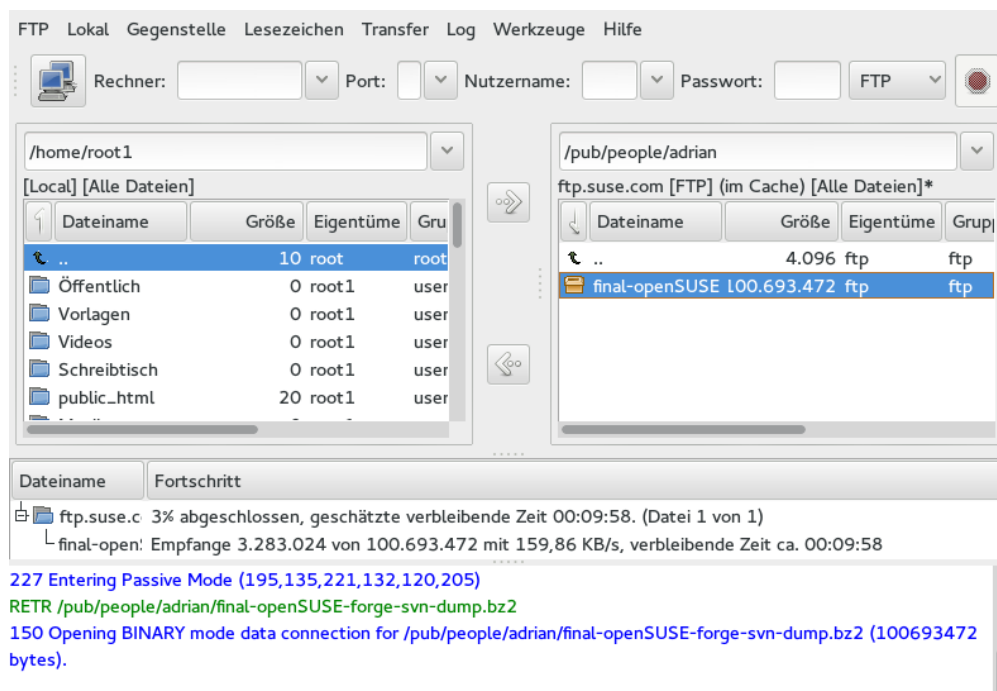 FTP Lokal Gegenstelle Lesezeichen Transfer Log Werkzeuge Hilfe
Rechner: Port: Nutzername: Passwort: FTP
/home/root1
[Local] [Alle Dateien]
Dateiname Größe Eigentüme Gru
.. 10 root root
Öffentlich 0 root1 user
Vorlagen 0 root1 user
Videos 0 root1 user
Schreibtisch 0 root1 user
public_html 20 root1 user
/pub/people/adrian
ftp.suse.com [FTP] (im Cache) [Alle Dateien]*
Dateiname Größe Eigentüme Grupp
.. 4.096 ftp ftp
final-openSUSE 100.693.472 ftp ftp
Dateiname Fortschritt
ftp.suse.c 3% abgeschlossen, geschätzte verbleibende Zeit 00:09:58. (Datei 1 von 1)
final-open Empfange 3.283.024 von 100.693.472 mit 159,86 KB/s, verbleibende Zeit ca. 00:09:58
227 Entering Passive Mode (195,135,221,132,120,205)
RETR /pub/people/adrian/final-openSUSE-forge-svn-dump.bz2
150 Opening BINARY mode data connection for /pub/people/adrian/final-openSUSE-forge-svn-dump.bz2 (100693472
bytes).